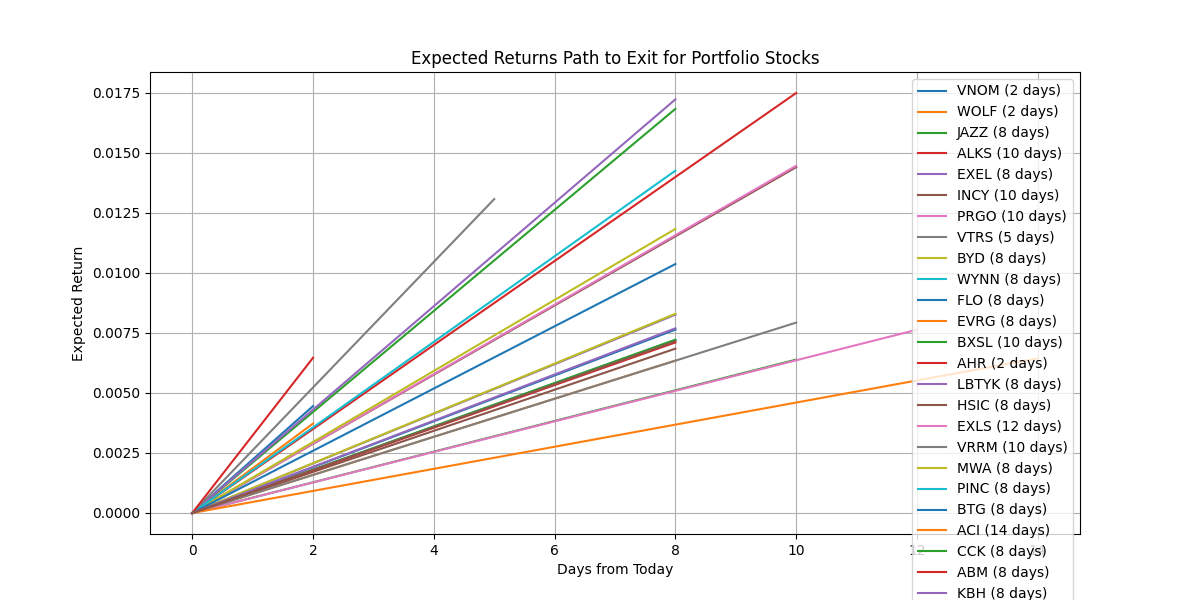 Expected Returns Path to Exit for Portfolio Stocks
Expected Return
0.0175
0.0150
0.0125
0.0100
0.0075
0.0050
0.0025
0.0000
0 2 4 6 8 10 12
Days from Today
VNOM (2 days)
WOLF (2 days)
JAZZ (8 days)
ALKS (10 days)
EXEL (8 days)
INCY (10 days)
PRGO (10 days)
VTRS (5 days)
BYD (8 days)
WYNN (8 days)
FLO (8 days)
EVRG (8 days)
BXSL (10 days)
AHR (2 days)
LBTYK (8 days)
HSIC (8 days)
EXLS (12 days)
VRRM (10 days)
MWA (8 days)
PINC (8 days)
BTG (8 days)
ACI (14 days)
CCK (8 days)
ABM (8 days)
KBH (8 days)